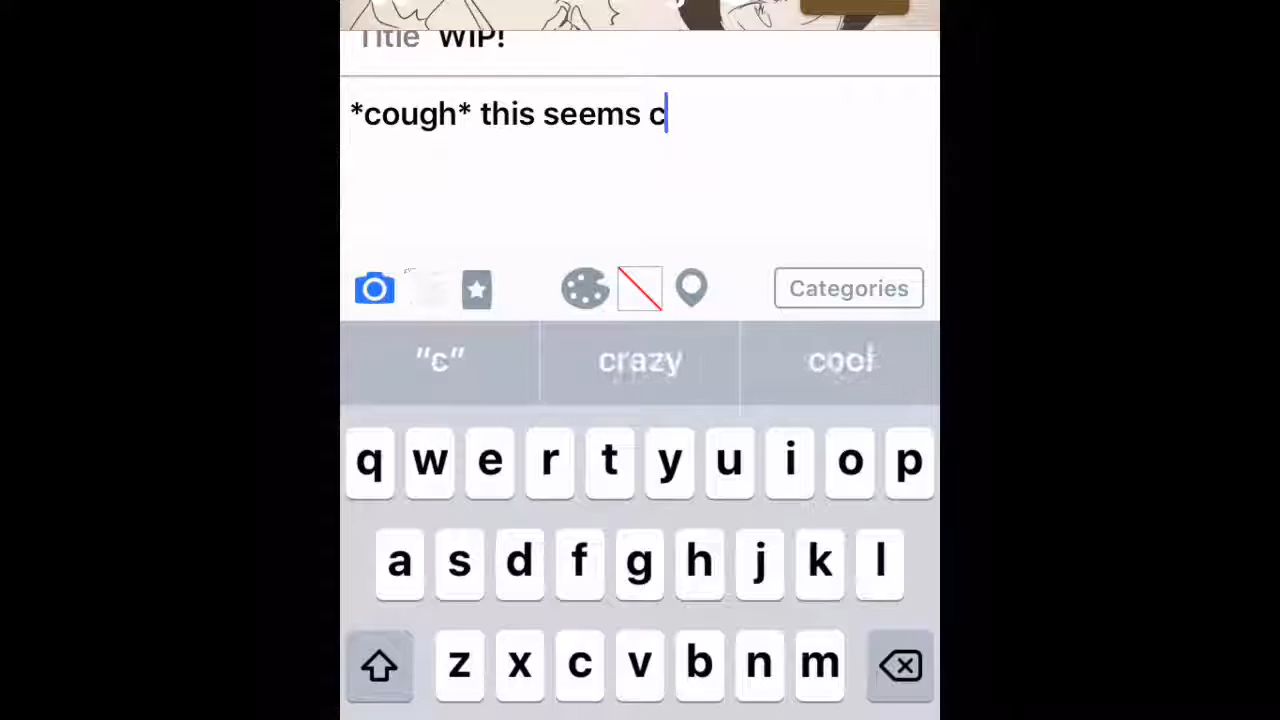 Title WIP!
*cough* this seems c
Categories
"c" crazy cool
q w e r t y u i o p
a s d f g h j k l
z x c v b n m